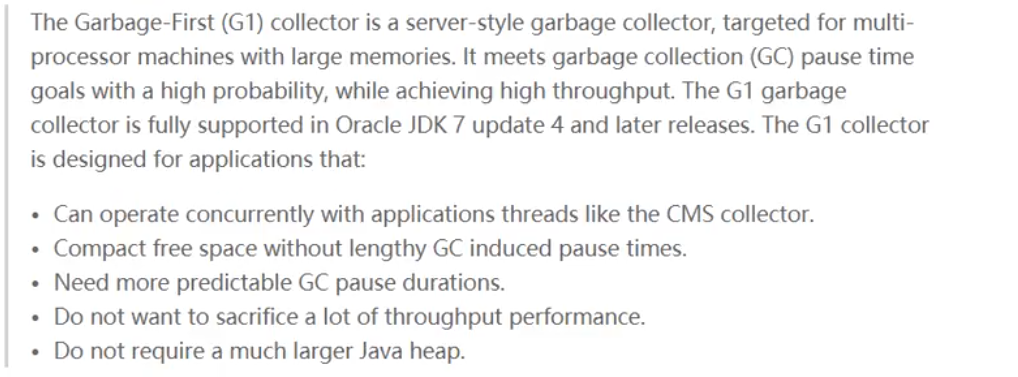 The Garbage-First (G1) collector is a server-style garbage collector, targeted for multi-
processor machines with large memories. It meets garbage collection (GC) pause time
goals with a high probability, while achieving high throughput. The G1 garbage
collector is fully supported in Oracle JDK 7 update 4 and later releases. The G1 collector
is designed for applications that:
• Can operate concurrently with applications threads like the CMS collector.
• Compact free space without lengthy GC induced pause times.
• Need more predictable GC pause durations.
• Do not want to sacrifice a lot of throughput performance.
• Do not require a much larger Java heap.